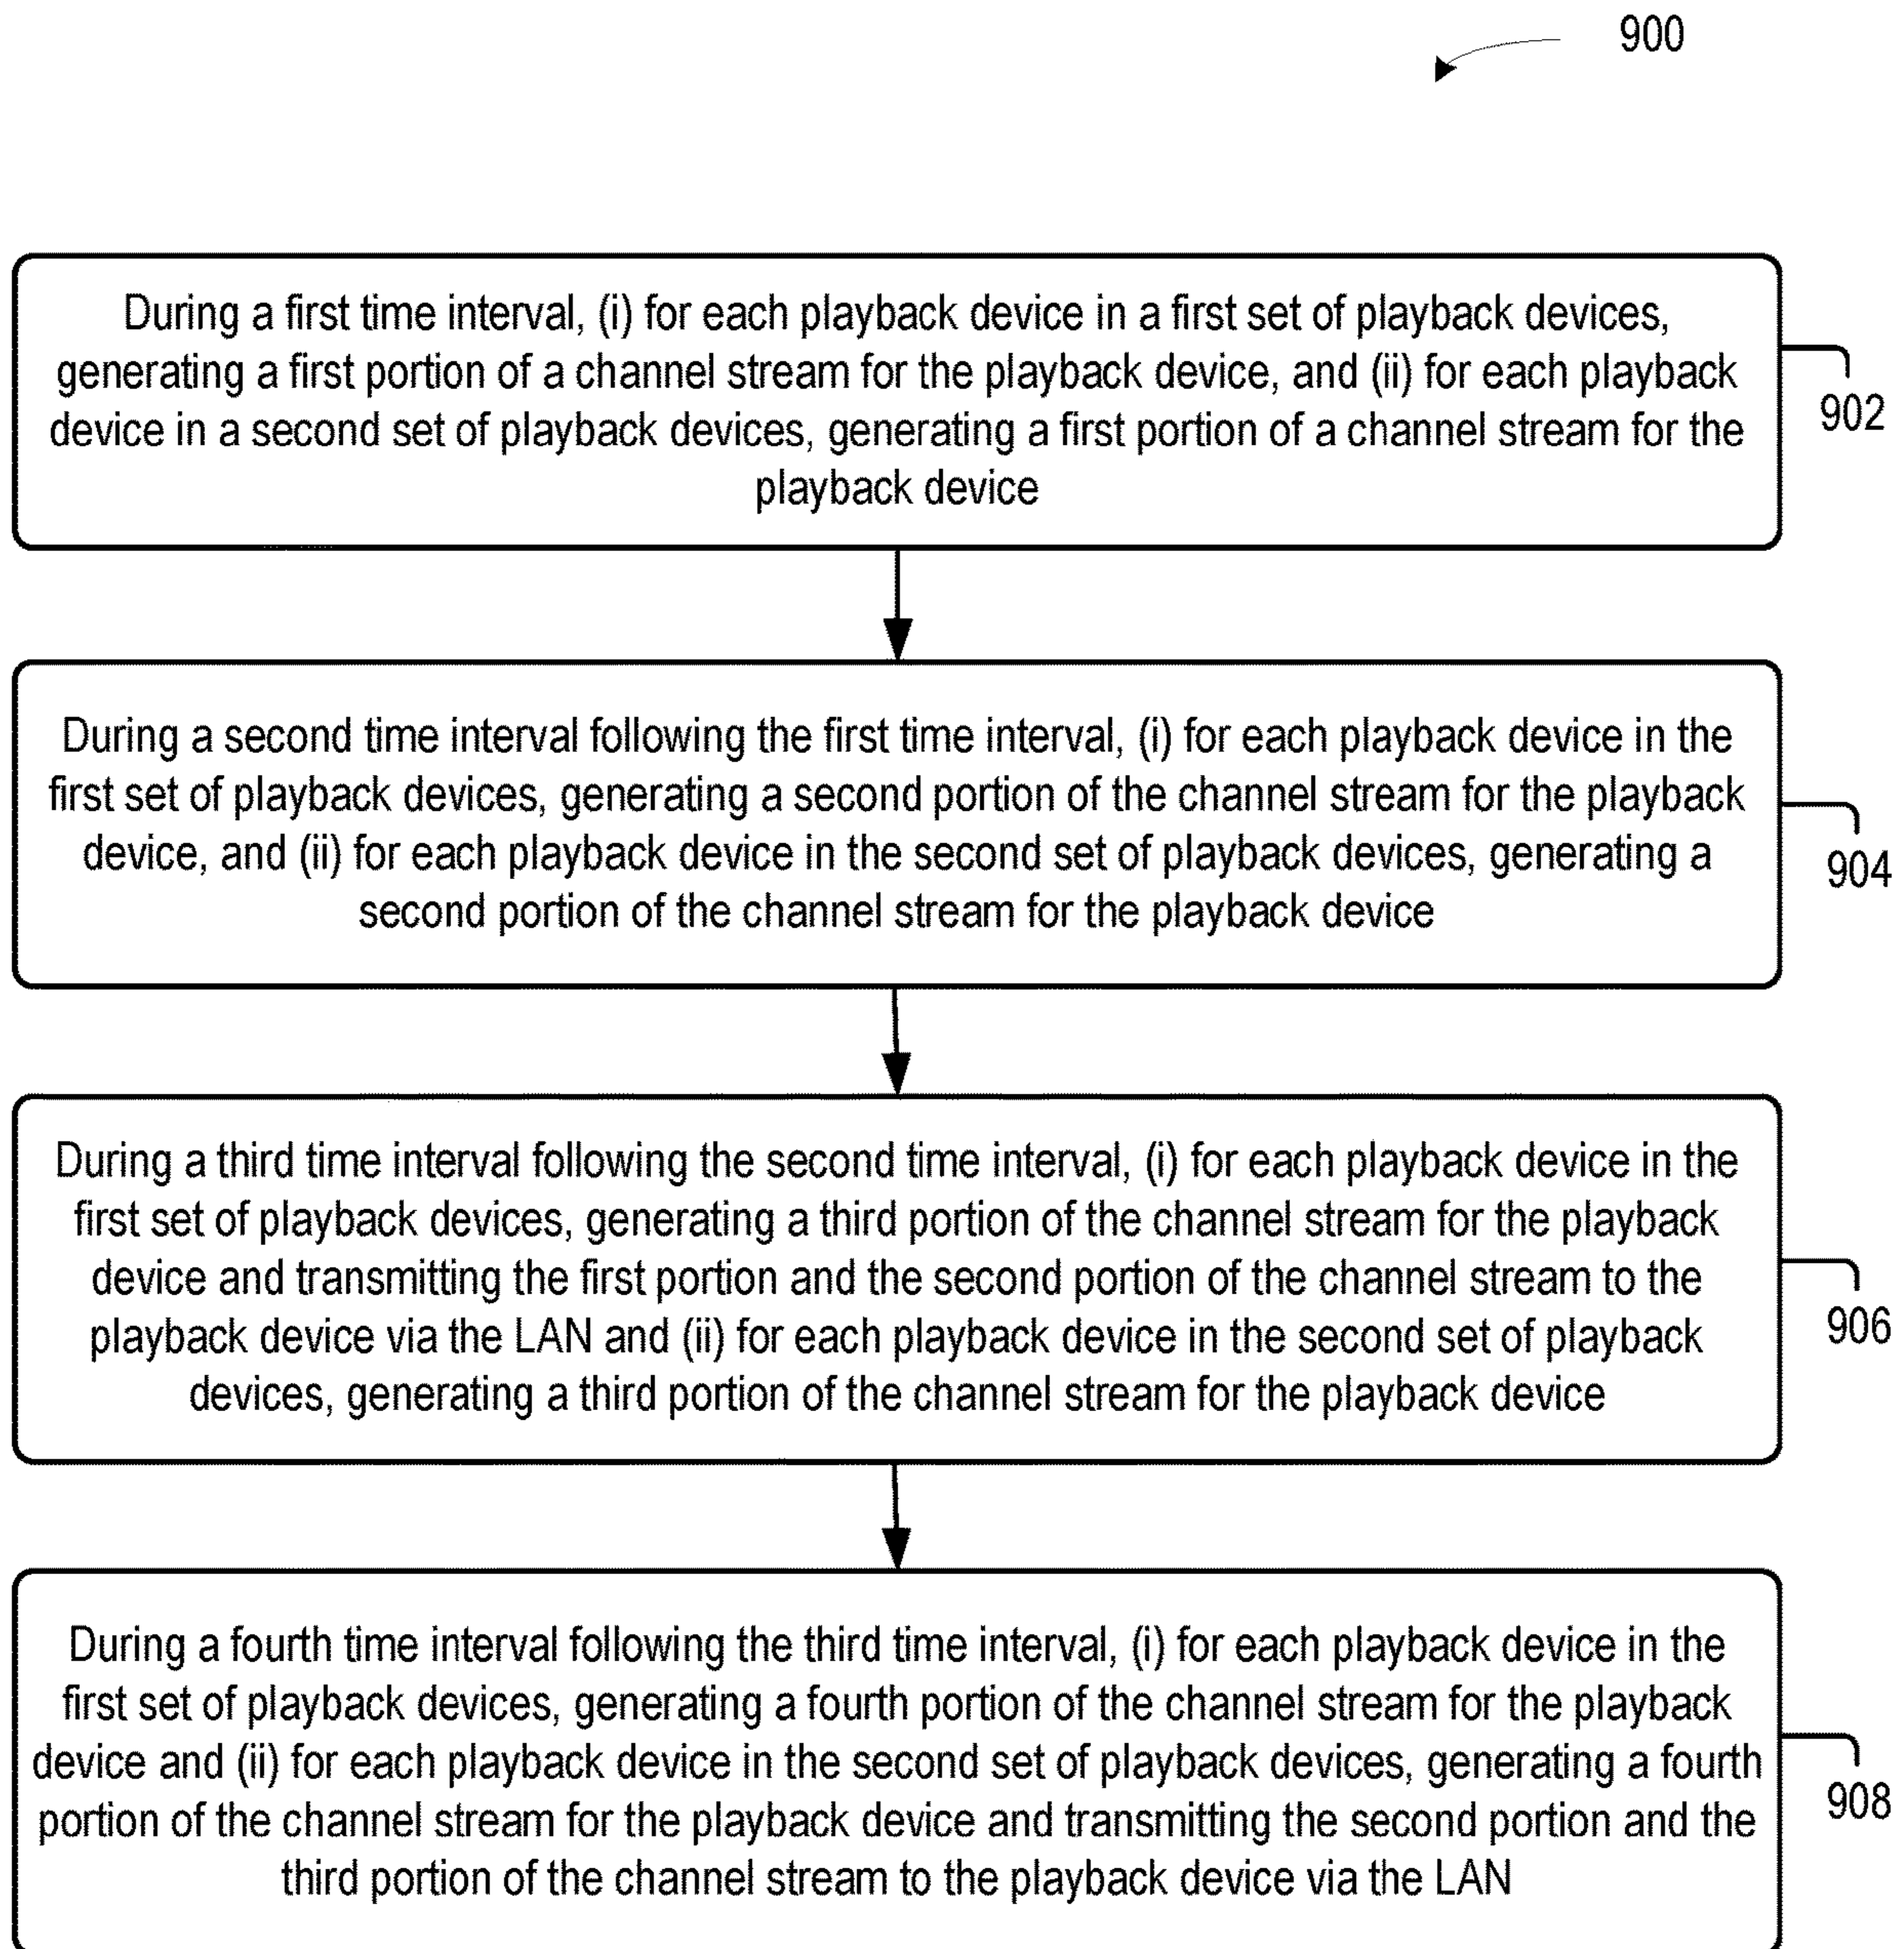 900
During a first time interval, (i) for each playback device in a first set of playback devices,
generating a first portion of a channel stream for the playback device, and (ii) for each playback
device in a second set of playback devices, generating a first portion of a channel stream for the
playback device
902
During a second time interval following the first time interval, (i) for each playback device in the
first set of playback devices, generating a second portion of the channel stream for the playback
device, and (ii) for each playback device in the second set of playback devices, generating a
second portion of the channel stream for the playback device
904
During a third time interval following the second time interval, (i) for each playback device in the
first set of playback devices, generating a third portion of the channel stream for the playback
device and transmitting the first portion and the second portion of the channel stream to the
playback device via the LAN and (ii) for each playback device in the second set of playback
devices, generating a third portion of the channel stream for the playback device
906
During a fourth time interval following the third time interval, (i) for each playback device in the
first set of playback devices, generating a fourth portion of the channel stream for the playback
device and (ii) for each playback device in the second set of playback devices, generating a fourth
portion of the channel stream for the playback device and transmitting the second portion and the
third portion of the channel stream to the playback device via the LAN
908